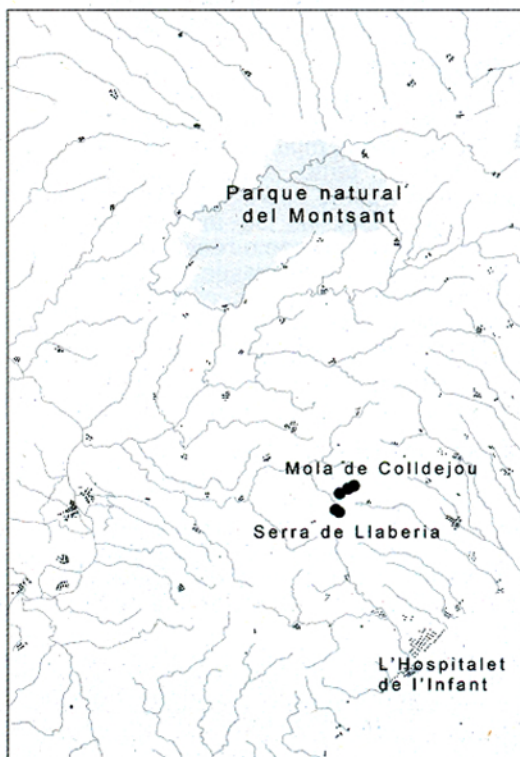 Parque natural
del Montsant
Mola de Colldejou
Serra de Llaberia
L'Hospitalet
de l'Infant